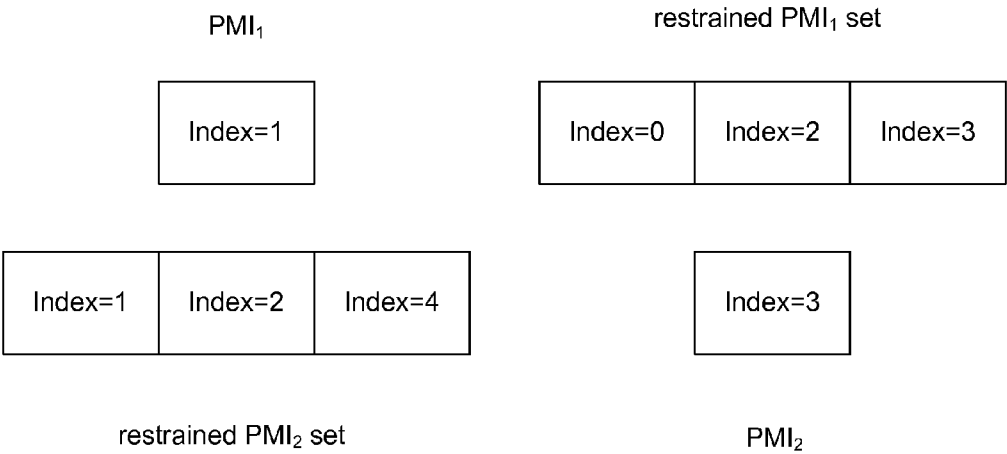 PMI₁
restrained PMI₁ set
Index=1
Index=0 Index=2 Index=3
Index=1 Index=2 Index=4
Index=3
restrained PMI₂ set
PMI₂